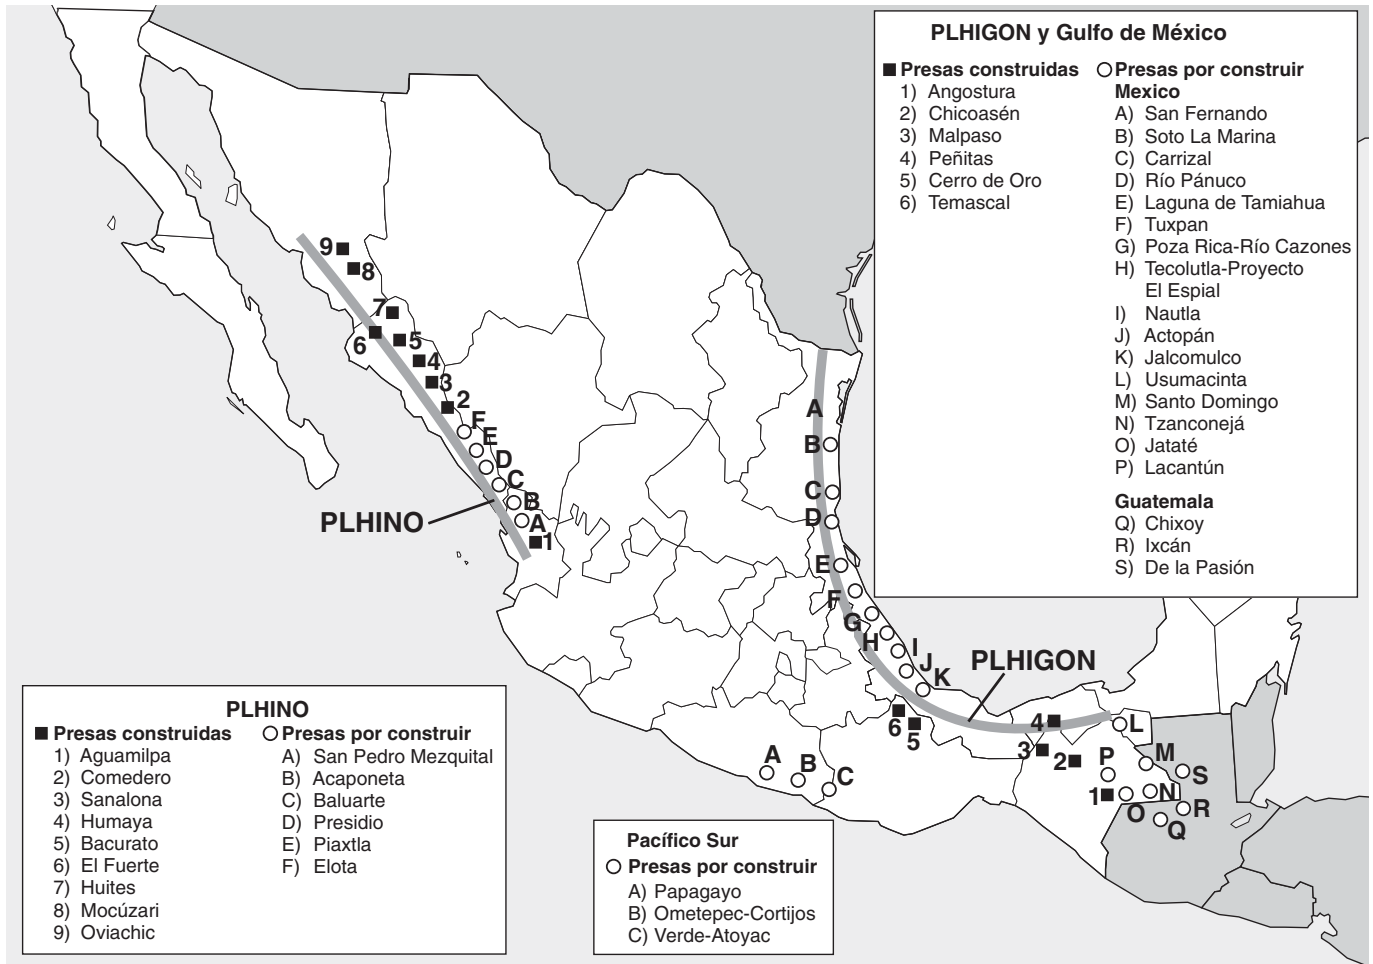 PLHIGON y Gulfo de México
■ Presas construidas
1) Angostura
2) Chicoasén
3) Malpaso
4) Peñitas
5) Cerro de Oro
6) Temascal
○ Presas por construir
Mexico
A) San Fernando
B) Soto La Marina
C) Carrizal
D) Río Pánuco
E) Laguna de Tamiahua
F) Tuxpan
G) Poza Rica-Río Cazones
H) Tecolutla-Proyecto
El Espial
I) Nautla
J) Actopán
K) Jalcomulco
L) Usumacinta
M) Santo Domingo
N) Tzanconejá
O) Jataté
P) Lacantún
Guatemala
Q) Chixoy
R) Ixcán
S) De la Pasión
9
8
7
6
5
4
3
2
F
E
D
C
B
A
1
PLHINO
A
B
C
D
E
F
G
H
I
J
K
PLHIGON
6
5
4
3
2
1
L
M
S
P
N
O
R
Q
A
B
C
PLHINO
■ Presas construidas
1) Aguamilpa
2) Comedero
3) Sanalona
4) Humaya
5) Bacurato
6) El Fuerte
7) Huites
8) Mocúzari
9) Oviachic
○ Presas por construir
A) San Pedro Mezquital
B) Acaponeta
C) Baluarte
D) Presidio
E) Piaxtla
F) Elota
Pacífico Sur
○ Presas por construir
A) Papagayo
B) Ometepec-Cortijos
C) Verde-Atoyac